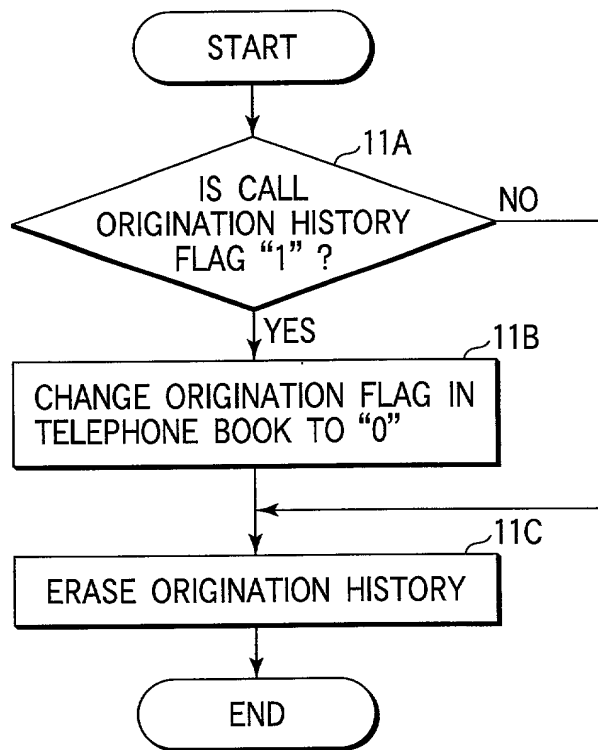 START
11A
IS CALL
ORIGINATION HISTORY
FLAG “1” ?
NO
YES
11B
CHANGE ORIGINATION FLAG IN
TELEPHONE BOOK TO “0”
11C
ERASE ORIGINATION HISTORY
END